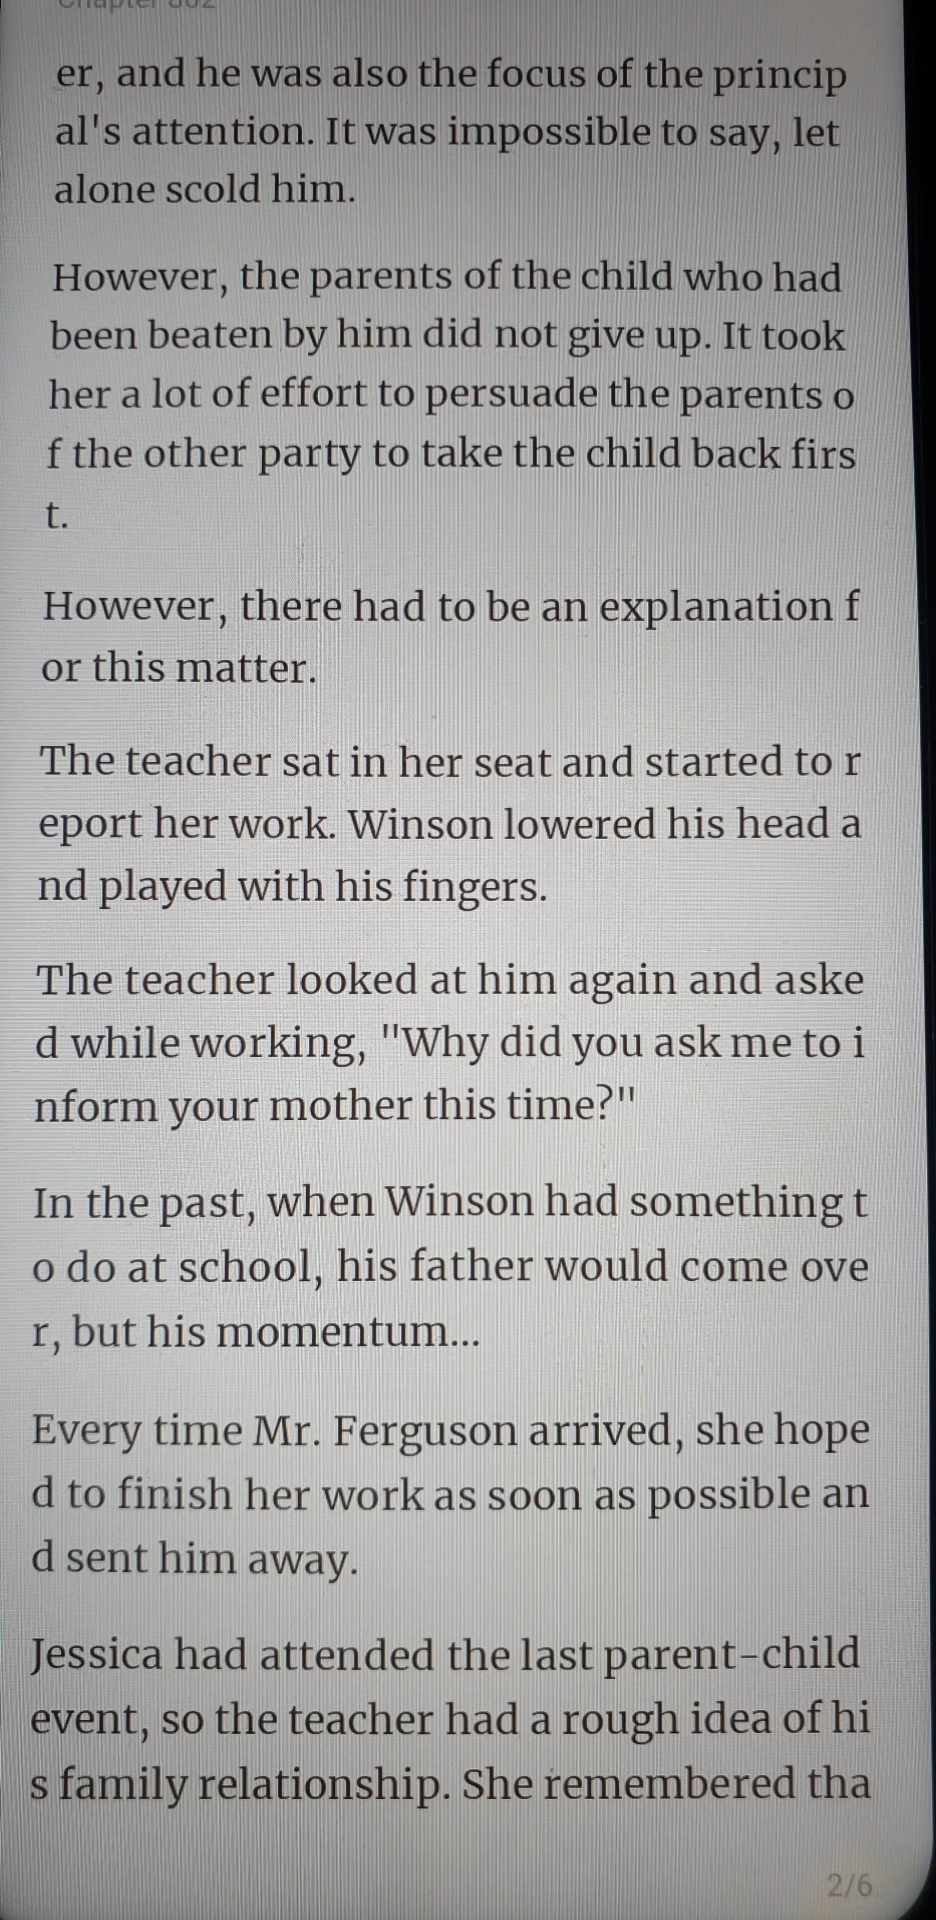 Chapter 802
er, and he was also the focus of the princip
al's attention. It was impossible to say, let
alone scold him.
However, the parents of the child who had
been beaten by him did not give up. It took
her a lot of effort to persuade the parents o
f the other party to take the child back firs
t.
However, there had to be an explanation f
or this matter.
The teacher sat in her seat and started to r
eport her work. Winson lowered his head a
nd played with his fingers.
The teacher looked at him again and aske
d while working, "Why did you ask me to i
nform your mother this time?"
In the past, when Winson had something t
o do at school, his father would come ove
r, but his momentum...
Every time Mr. Ferguson arrived, she hope
d to finish her work as soon as possible an
d sent him away.
Jessica had attended the last parent-child
event, so the teacher had a rough idea of hi
s family relationship. She remembered tha
2/6